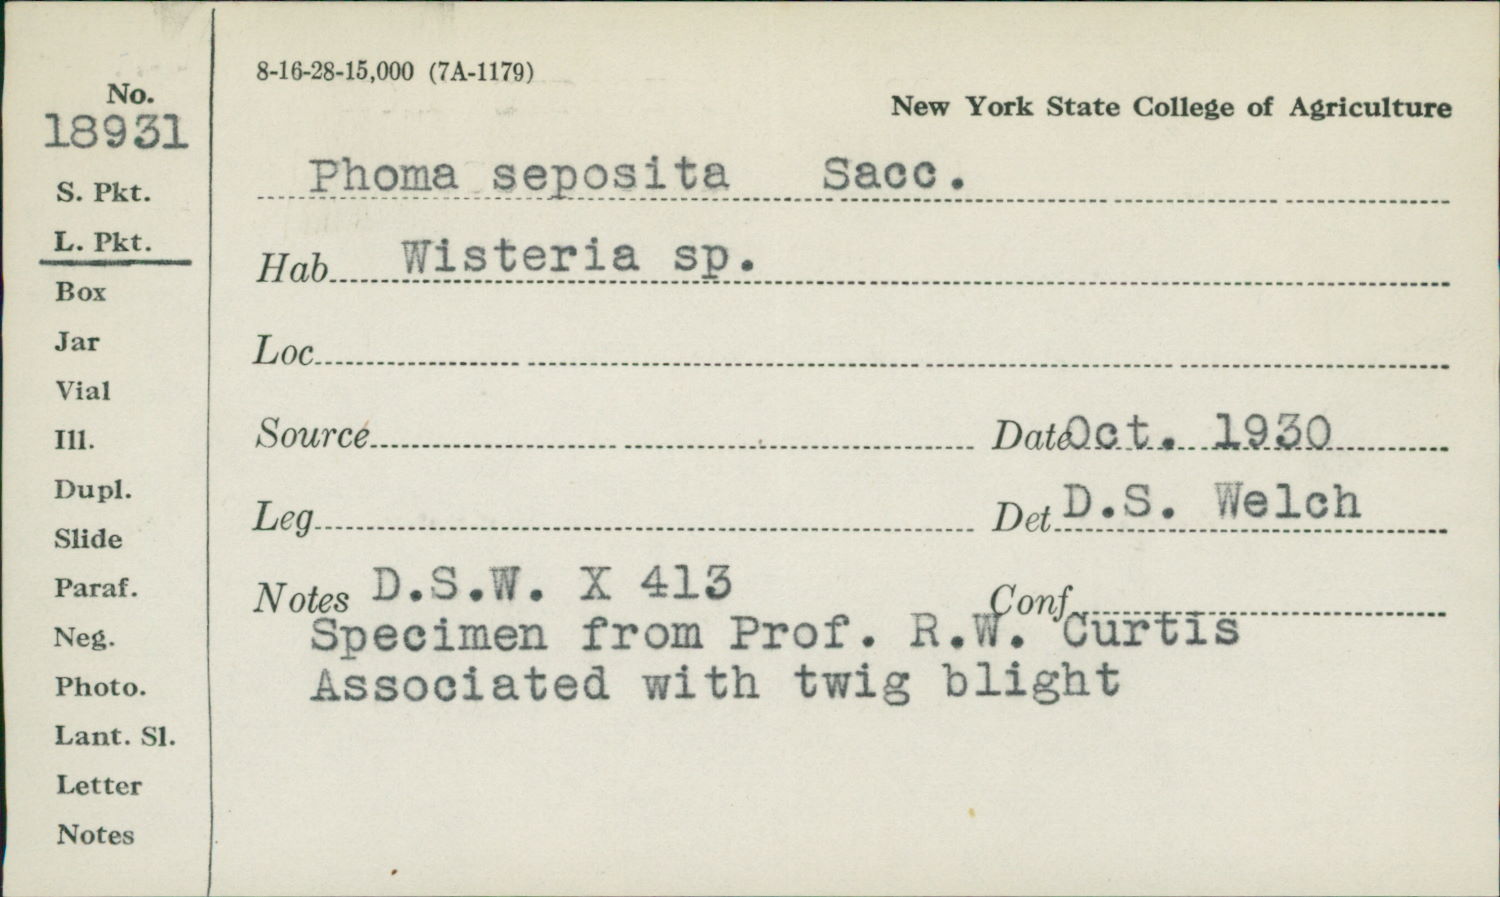 8-16-28-15,000 (7A-1179)
New York State College of Agriculture
No.
18931
S. Pkt.
L. Pkt.
Box
Jar
Vial
Ill.
Dupl.
Slide
Paraf.
Neg.
Photo.
Lant. Sl.
Letter
Notes
Phoma seposita Sacc.
Hab Wisteria sp.
Loc
Source Date Oct. 1930
Leg Det D.S. Welch
Notes D.S.W. X 413 Conf
Specimen from Prof. R.W. Curtis
Associated with twig blight